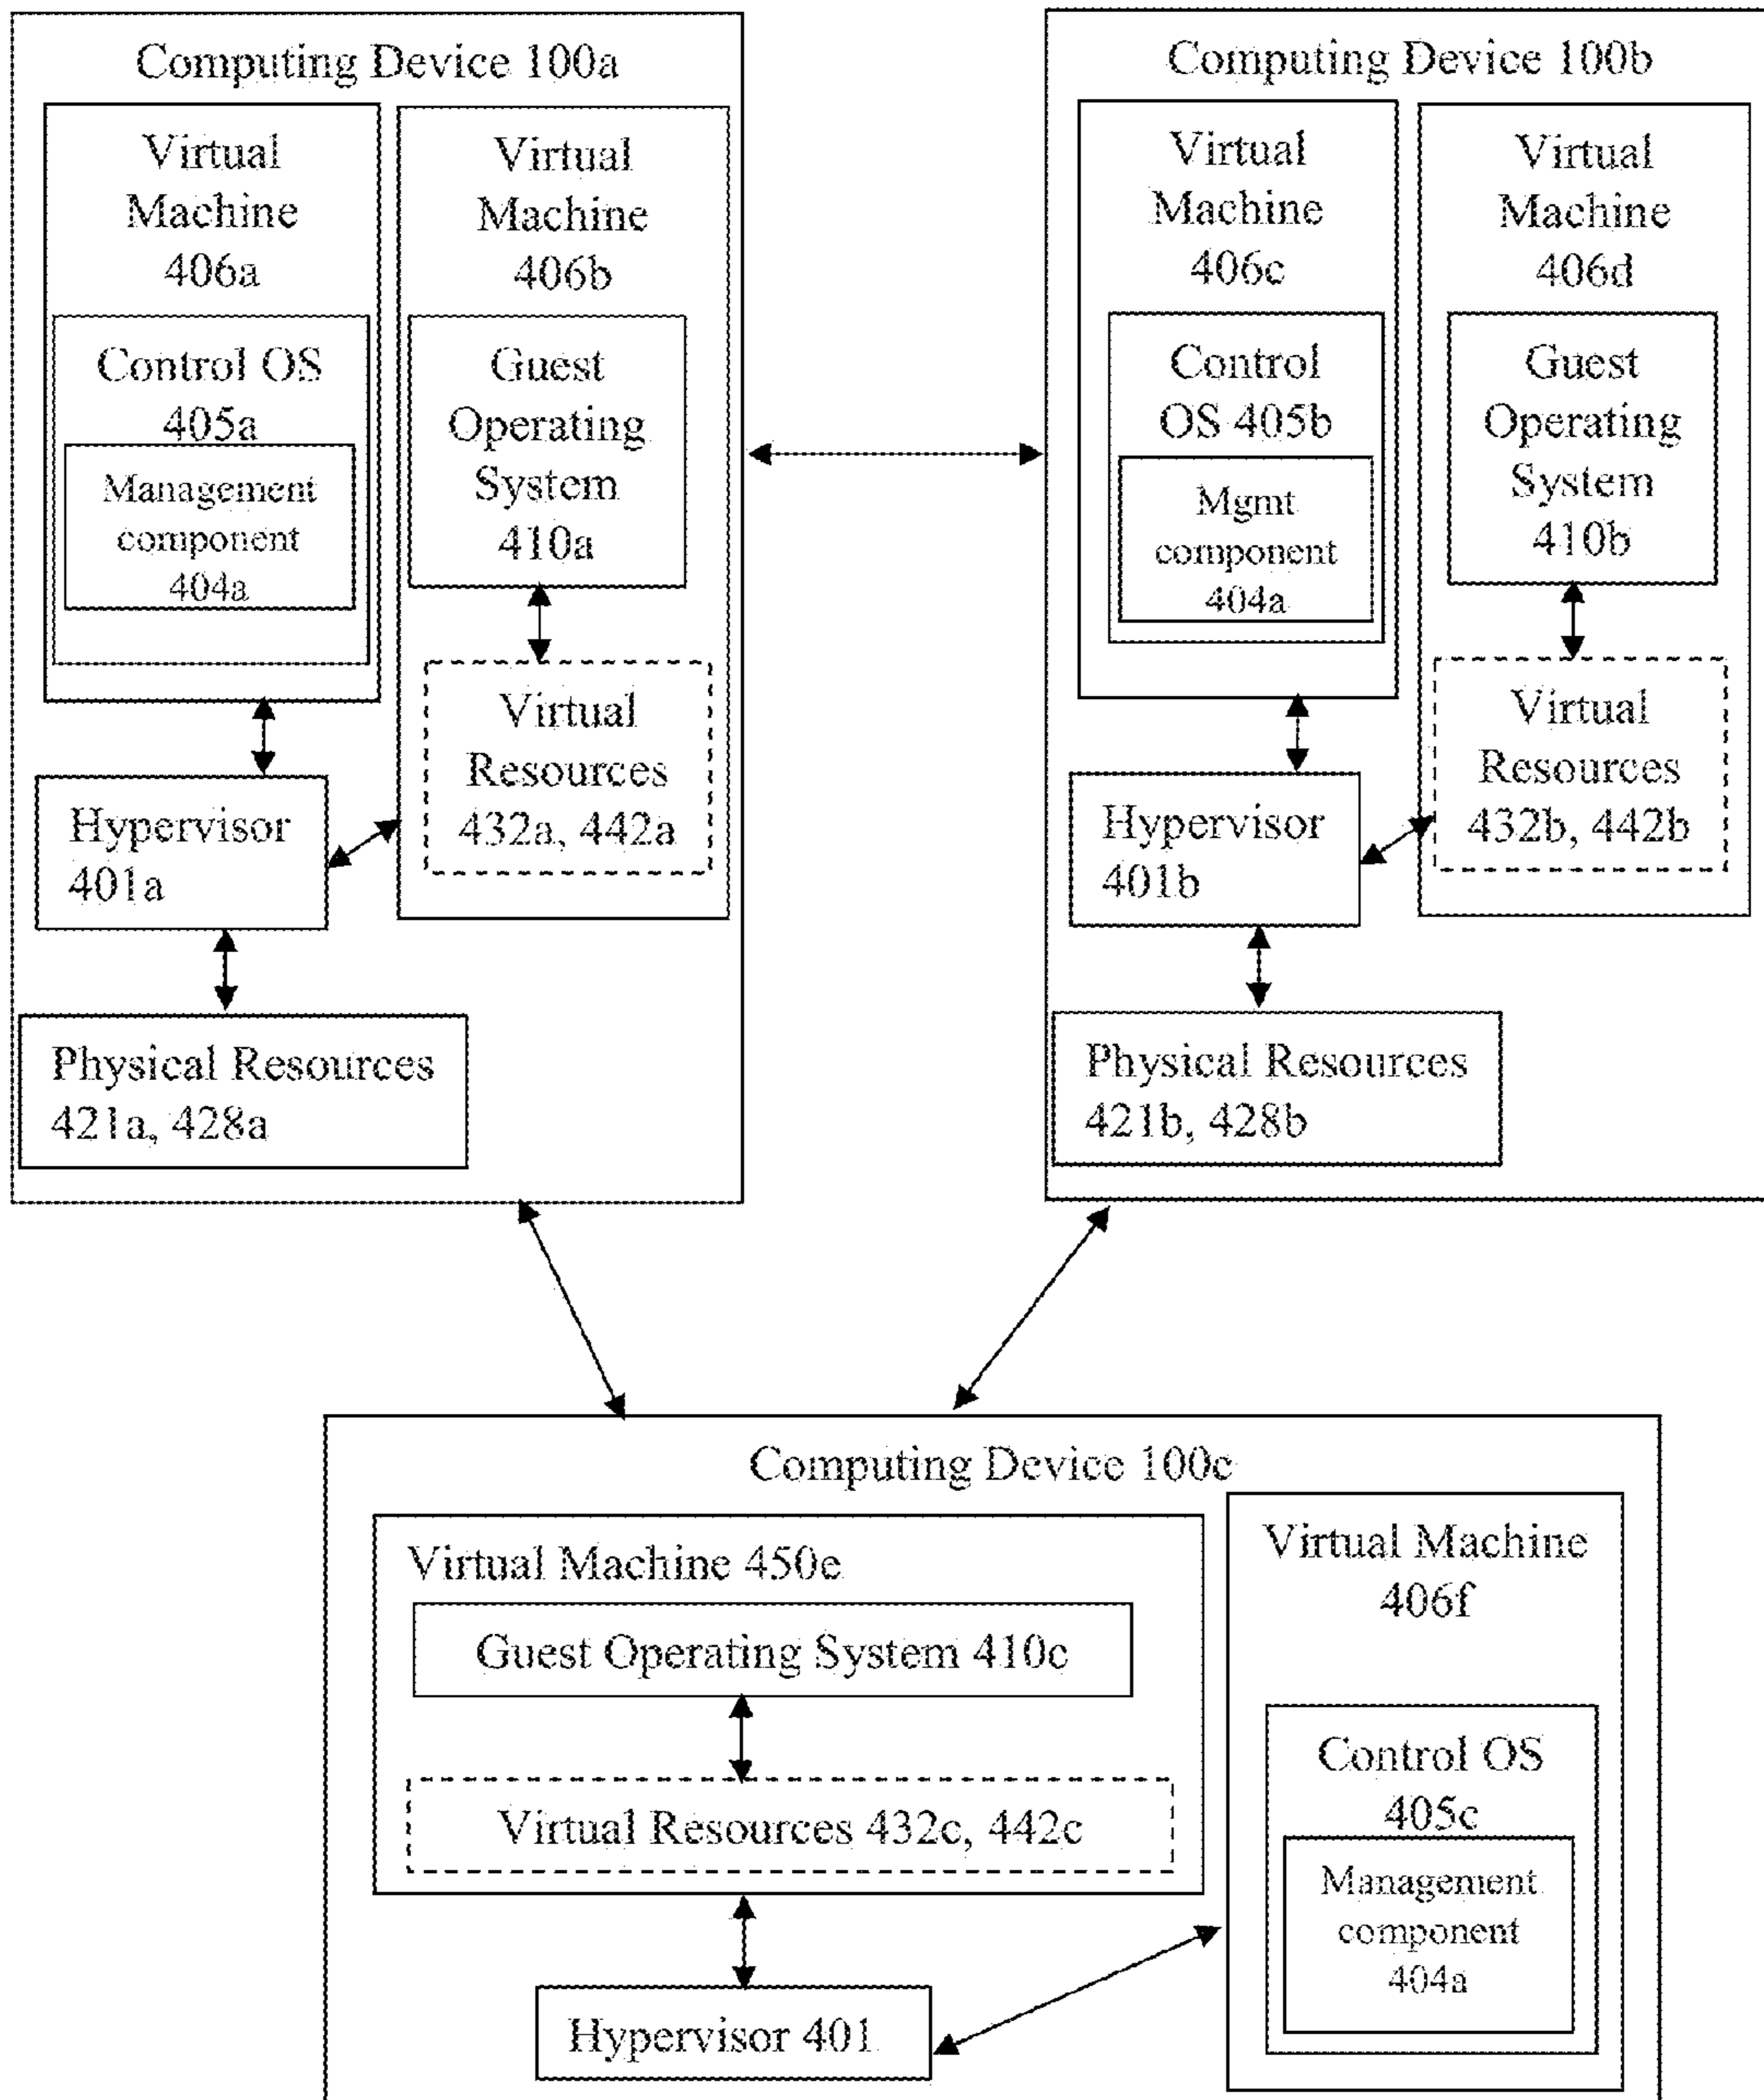 Computing Device 100a
Virtual
Machine
406a
Control OS
405a
Management
component
404a
Virtual
Machine
406b
Guest
Operating
System
410a
Virtual
Resources
432a, 442a
Hypervisor
401a
Physical Resources
421a, 428a
Computing Device 100b
Virtual
Machine
406c
Control
OS 405b
Mgmt
component
404a
Virtual
Machine
406d
Guest
Operating
System
410b
Virtual
Resources
432b, 442b
Hypervisor
401b
Physical Resources
421b, 428b
Computing Device 100c
Virtual Machine 450e
Guest Operating System 410c
Virtual Resources 432c, 442c
Hypervisor 401
Virtual Machine
406f
Control OS
405c
Management
component
404a